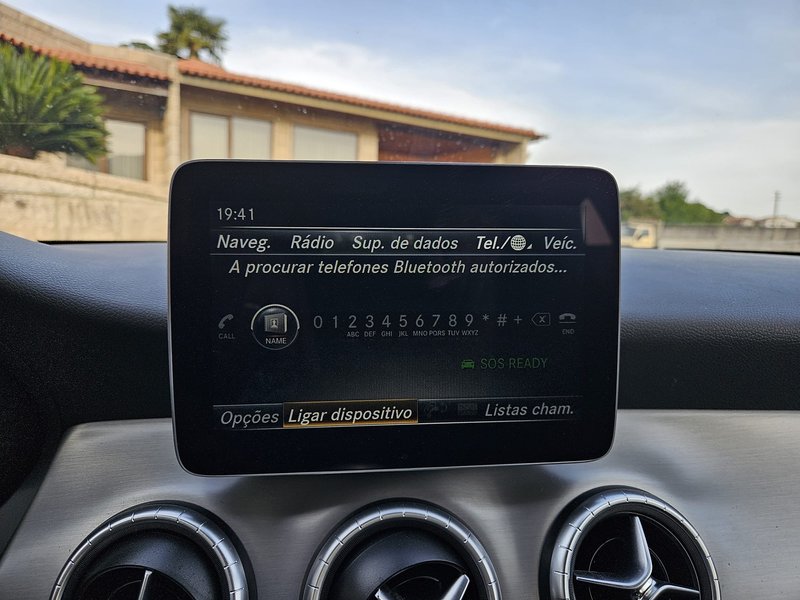 19:41
Naveg. Rádio Sup. de dados Tel./ Veíc.
A procurar telefones Bluetooth autorizados...
CALL NAME 0 1 2 3 4 5 6 7 8 9 * # + END
ABC DEF GHI JKL MNO PQRS TUV WXYZ
SOS READY
Opções Ligar dispositivo Listas cham.